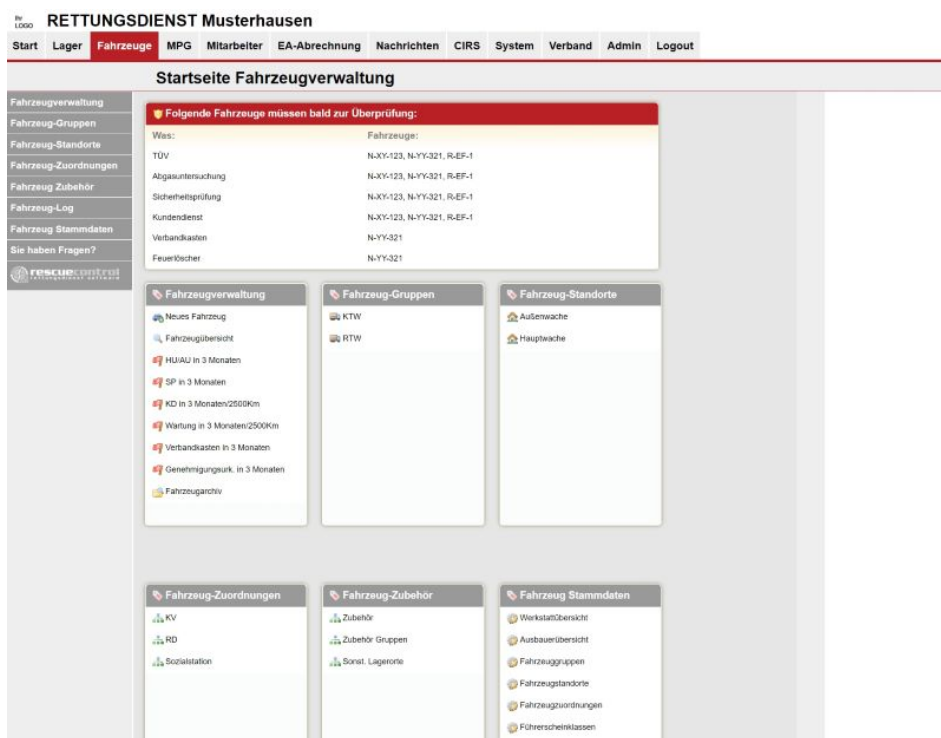 Ihr
LOGO
RETTUNGSDIENST Musterhausen
Start Lager Fahrzeuge MPG Mitarbeiter EA-Abrechnung Nachrichten CIRS System Verband Admin Logout
Startseite Fahrzeugverwaltung
Fahrzeugverwaltung
Fahrzeug-Gruppen
Fahrzeug-Standorte
Fahrzeug-Zuordnungen
Fahrzeug Zubehör
Fahrzeug-Log
Fahrzeug Stammdaten
Sie haben Fragen?
rescuecontrol
rettungsdienst software
Folgende Fahrzeuge müssen bald zur Überprüfung:
Was: Fahrzeuge:
TÜV N-XY-123, N-YY-321, R-EF-1
Abgasuntersuchung N-XY-123, N-YY-321, R-EF-1
Sicherheitsprüfung N-XY-123, N-YY-321, R-EF-1
Kundendienst N-XY-123, N-YY-321, R-EF-1
Verbandkasten N-YY-321
Feuerlöscher N-YY-321
Fahrzeugverwaltung
Neues Fahrzeug
Fahrzeugübersicht
HU/AU in 3 Monaten
SP in 3 Monaten
KD in 3 Monaten/2500Km
Wartung in 3 Monaten/2500Km
Verbandkasten in 3 Monaten
Genehmigungsurk. in 3 Monaten
Fahrzeugarchiv
Fahrzeug-Gruppen
KTW
RTW
Fahrzeug-Standorte
Außenwache
Hauptwache
Fahrzeug-Zuordnungen
KV
RD
Sozialstation
Fahrzeug-Zubehör
Zubehör
Zubehör Gruppen
Sonst. Lagerorte
Fahrzeug Stammdaten
Werkstattübersicht
Ausbauerübersicht
Fahrzeuggruppen
Fahrzeugstandorte
Fahrzeugzuordnungen
Führerscheinklassen